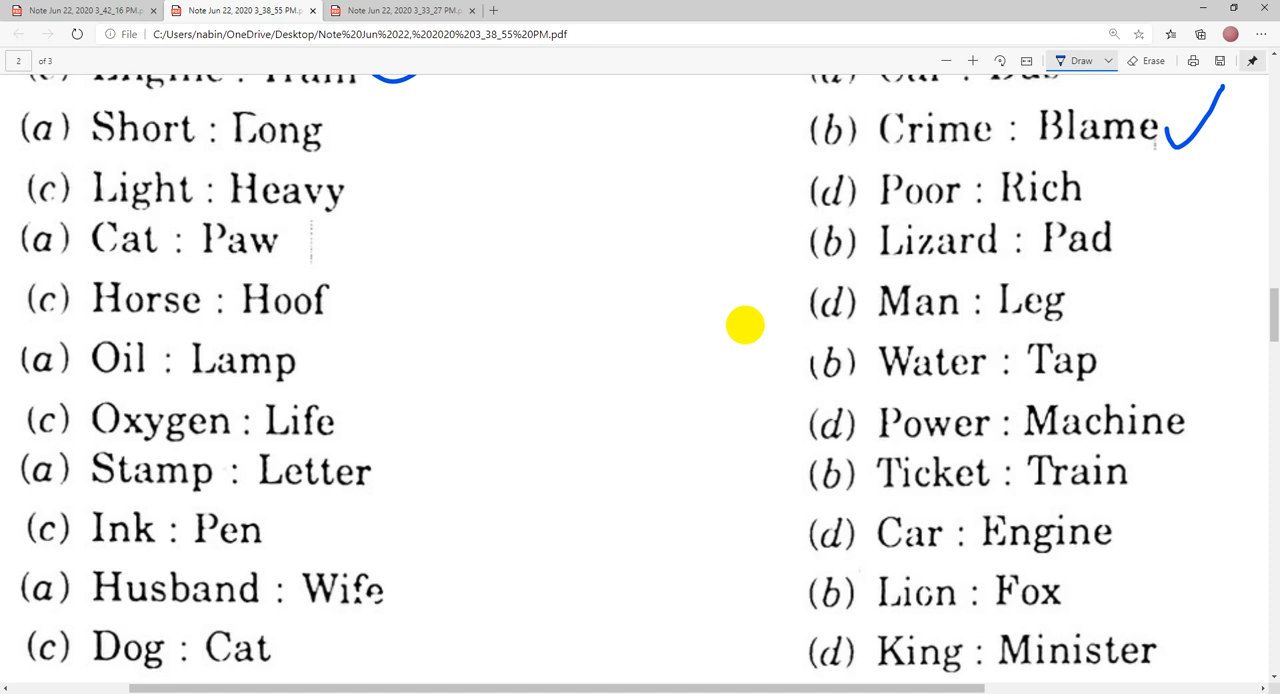 Note Jun 22, 2020 3_42_16 PM.p
Note Jun 22, 2020 3_38_55 PM.p
Note Jun 22, 2020 3_33_27 PM.p
File C:/Users/nabin/OneDrive/Desktop/Note%20Jun%2022,%202020%203_38_55%20PM.pdf
2 of 3 Draw Erase
Engine : Train
(a) Short : Long (b) Crime : Blame
(c) Light : Heavy (d) Poor : Rich
(a) Cat : Paw (b) Lizard : Pad
(c) Horse : Hoof (d) Man : Leg
(a) Oil : Lamp (b) Water : Tap
(c) Oxygen : Life (d) Power : Machine
(a) Stamp : Letter (b) Ticket : Train
(c) Ink : Pen (d) Car : Engine
(a) Husband : Wife (b) Lion : Fox
(c) Dog : Cat (d) King : Minister